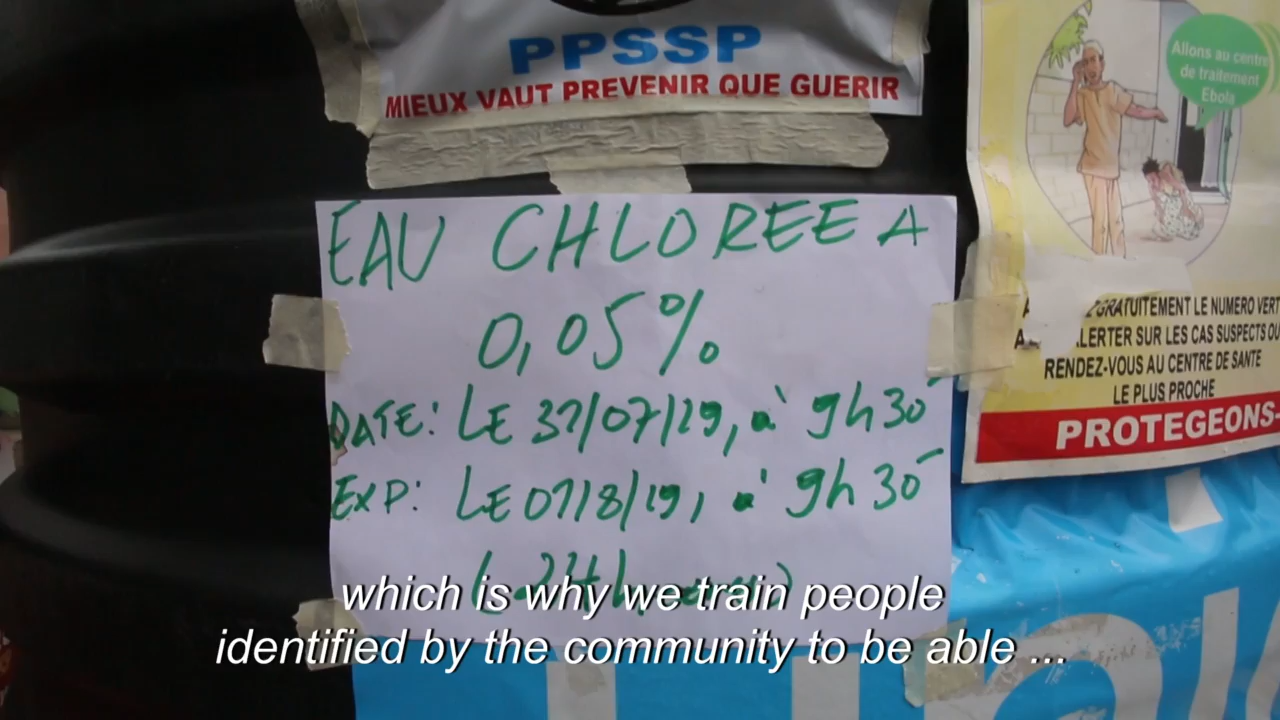 PPSSP
MIEUX VAUT PREVENIR QUE GUERIR
EAU CHLOREE A
0,05%
DATE: LE 31/07/19, à 9h30
EXP: LE 01/8/19, à 9h30
Allons au centre
de traitement
Ebola
GRATUITEMENT LE NUMERO VERT
ALERTER SUR LES CAS SUSPECTS OU
RENDEZ-VOUS AU CENTRE DE SANTE
LE PLUS PROCHE
PROTEGEONS-
which is why we train people
identified by the community to be able ...